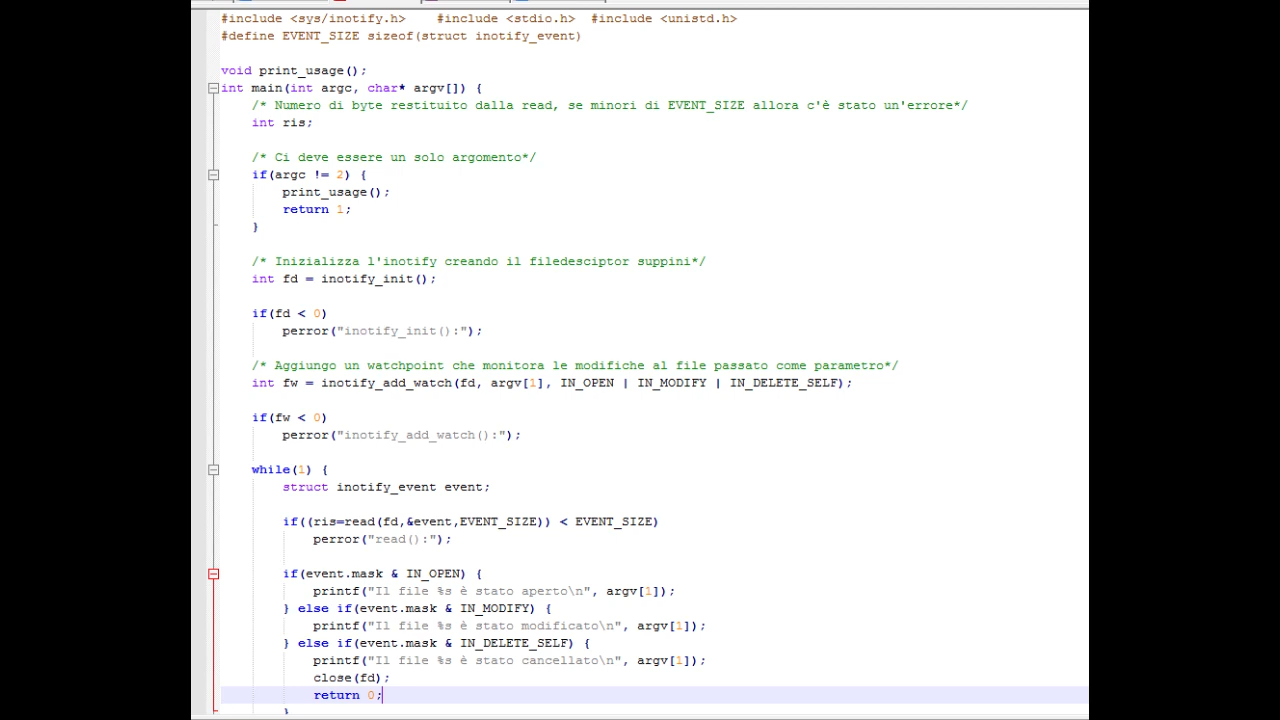 #include <sys/inotify.h>    #include <stdio.h>  #include <unistd.h>
#define EVENT_SIZE sizeof(struct inotify_event)

void print_usage();
int main(int argc, char* argv[]) {
    /* Numero di byte restituito dalla read, se minori di EVENT_SIZE allora c'è stato un'errore*/
    int ris;

    /* Ci deve essere un solo argomento*/
    if(argc != 2) {
        print_usage();
        return 1;
    }

    /* Inizializza l'inotify creando il filedesciptor suppini*/
    int fd = inotify_init();

    if(fd < 0)
        perror("inotify_init():");

    /* Aggiungo un watchpoint che monitora le modifiche al file passato come parametro*/
    int fw = inotify_add_watch(fd, argv[1], IN_OPEN | IN_MODIFY | IN_DELETE_SELF);

    if(fw < 0)
        perror("inotify_add_watch():");

    while(1) {
        struct inotify_event event;

        if((ris=read(fd,&event,EVENT_SIZE)) < EVENT_SIZE)
            perror("read():");

        if(event.mask & IN_OPEN) {
            printf("Il file %s è stato aperto\n", argv[1]);
        } else if(event.mask & IN_MODIFY) {
            printf("Il file %s è stato modificato\n", argv[1]);
        } else if(event.mask & IN_DELETE_SELF) {
            printf("Il file %s è stato cancellato\n", argv[1]);
            close(fd);
            return 0;
        }